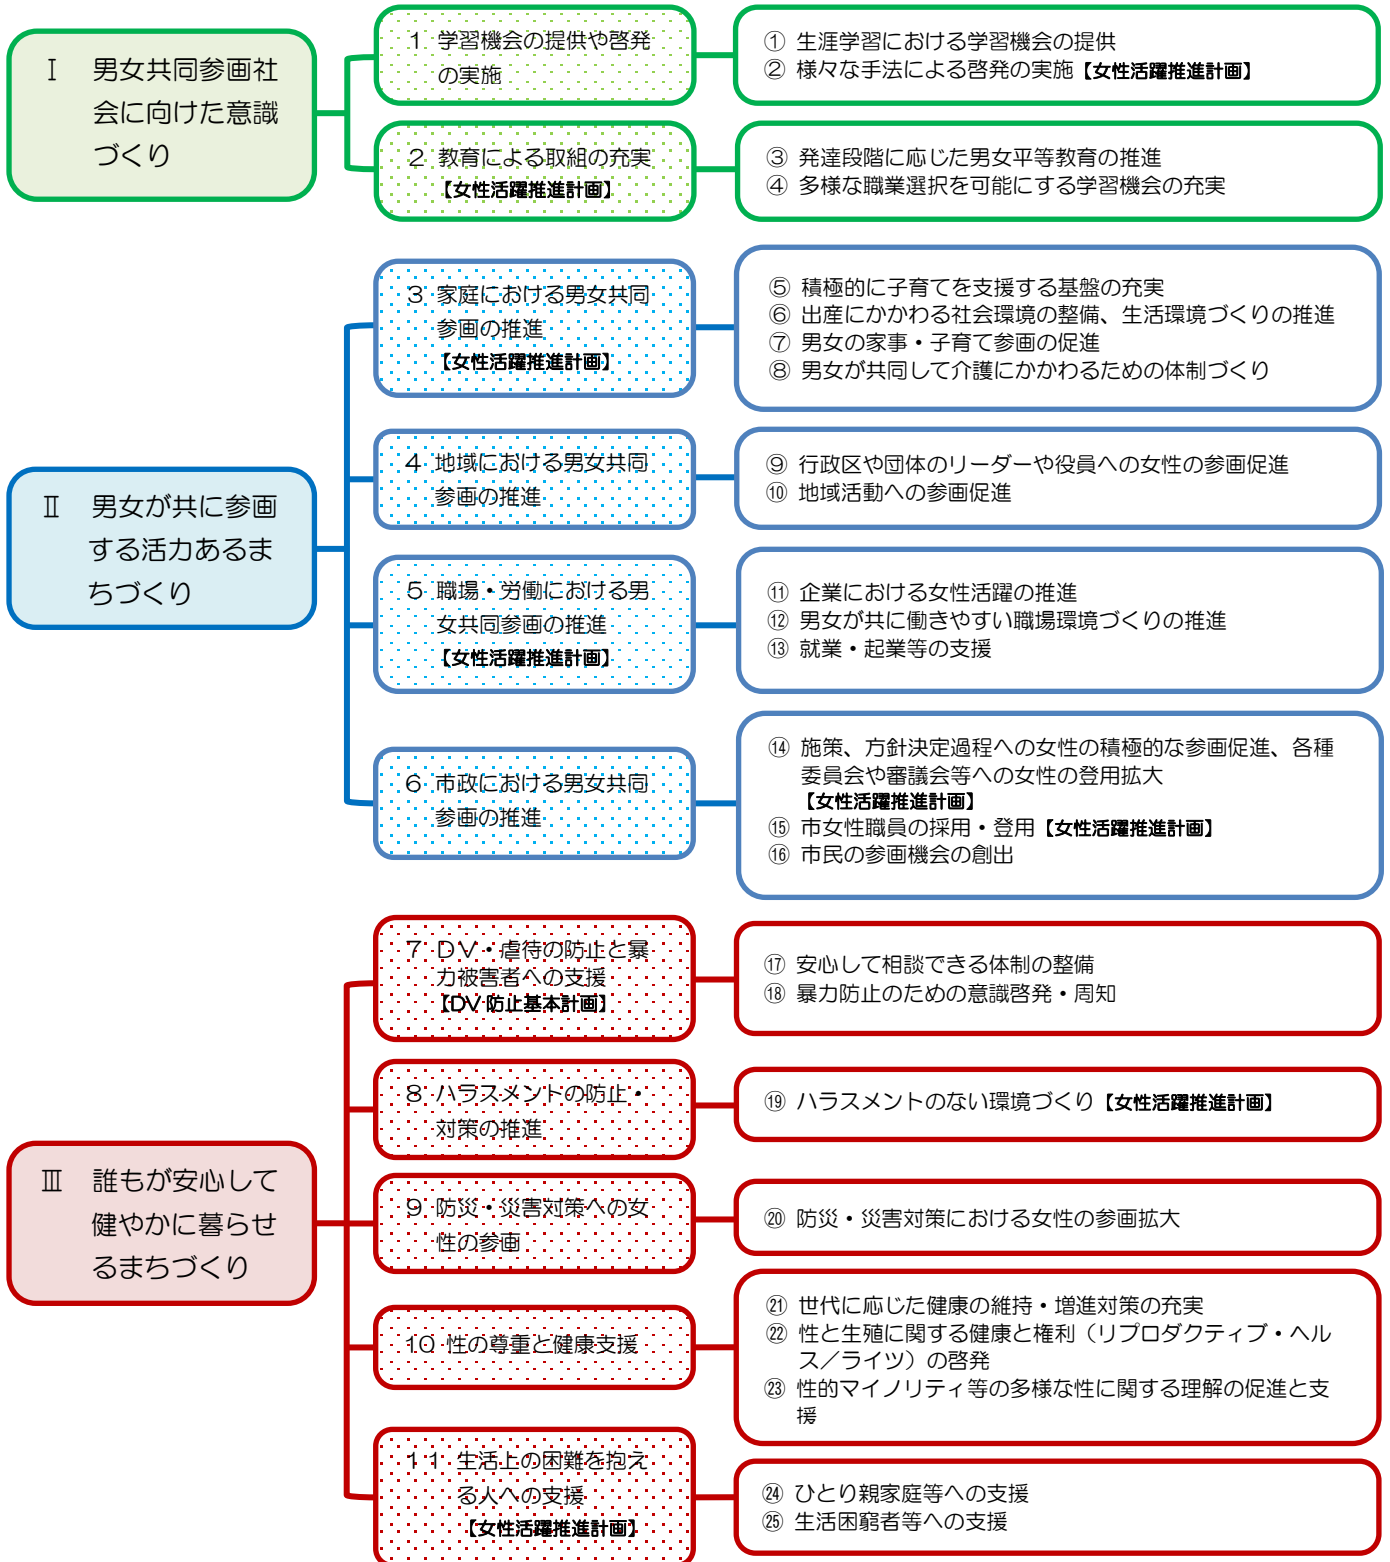 Ⅰ 男女共同参画社
会に向けた意識
づくり
1 学習機会の提供や啓発
の実施
① 生涯学習における学習機会の提供
② 様々な手法による啓発の実施【女性活躍推進計画】
2 教育による取組の充実
【女性活躍推進計画】
③ 発達段階に応じた男女平等教育の推進
④ 多様な職業選択を可能にする学習機会の充実
Ⅱ 男女が共に参画
する活力あるま
ちづくり
3 家庭における男女共同
参画の推進
【女性活躍推進計画】
⑤ 積極的に子育てを支援する基盤の充実
⑥ 出産にかかわる社会環境の整備、生活環境づくりの推進
⑦ 男女の家事・子育て参画の促進
⑧ 男女が共同して介護にかかわるための体制づくり
4 地域における男女共同
参画の推進
⑨ 行政区や団体のリーダーや役員への女性の参画促進
⑩ 地域活動への参画促進
5 職場・労働における男
女共同参画の推進
【女性活躍推進計画】
⑪ 企業における女性活躍の推進
⑫ 男女が共に働きやすい職場環境づくりの推進
⑬ 就業・起業等の支援
6 市政における男女共同
参画の推進
⑭ 施策、方針決定過程への女性の積極的な参画促進、各種
委員会や審議会等への女性の登用拡大
【女性活躍推進計画】
⑮ 市女性職員の採用・登用【女性活躍推進計画】
⑯ 市民の参画機会の創出
Ⅲ 誰もが安心して
健やかに暮らせ
るまちづくり
7 DV・虐待の防止と暴
力被害者への支援
【DV 防止基本計画】
⑰ 安心して相談できる体制の整備
⑱ 暴力防止のための意識啓発・周知
8 ハラスメントの防止・
対策の推進
⑲ ハラスメントのない環境づくり【女性活躍推進計画】
9 防災・災害対策への女
性の参画
⑳ 防災・災害対策における女性の参画拡大
10 性の尊重と健康支援
㉑ 世代に応じた健康の維持・増進対策の充実
㉒ 性と生殖に関する健康と権利（リプロダクティブ・ヘル
ス／ライツ）の啓発
㉓ 性的マイノリティ等の多様な性に関する理解の促進と支
援
11 生活上の困難を抱え
る人への支援
【女性活躍推進計画】
㉔ ひとり親家庭等への支援
㉕ 生活困窮者等への支援